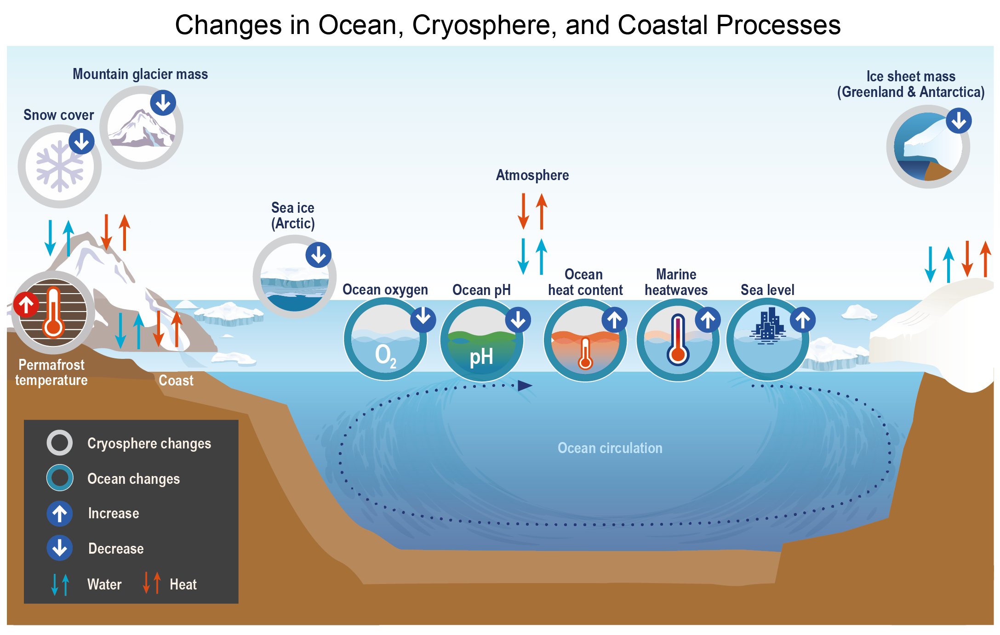 Changes in Ocean, Cryosphere, and Coastal Processes
Mountain glacier mass
Snow cover
Ice sheet mass
(Greenland & Antarctica)
Atmosphere
Sea ice
(Arctic)
Ocean oxygen
Ocean pH
Ocean
heat content
Marine
heatwaves
Sea level
O2
pH
Permafrost
temperature
Coast
Ocean circulation
Cryosphere changes
Ocean changes
Increase
Decrease
Water
Heat